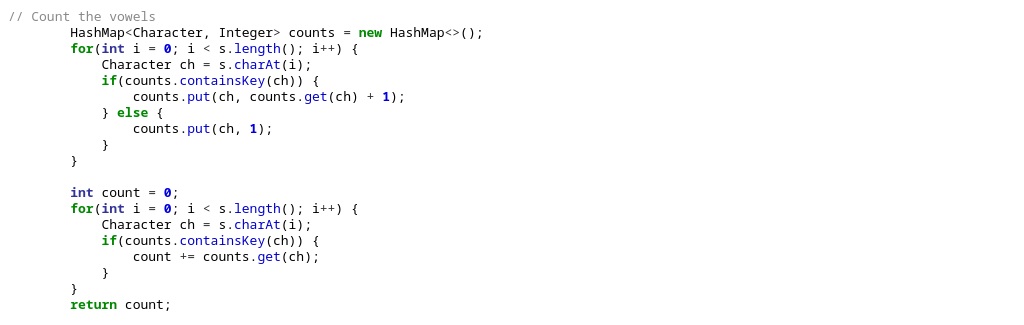 // Count the vowels
        HashMap<Character, Integer> counts = new HashMap<>();
        for(int i = 0; i < s.length(); i++) {
            Character ch = s.charAt(i);
            if(counts.containsKey(ch)) {
                counts.put(ch, counts.get(ch) + 1);
            } else {
                counts.put(ch, 1);
            }
        }

        int count = 0;
        for(int i = 0; i < s.length(); i++) {
            Character ch = s.charAt(i);
            if(counts.containsKey(ch)) {
                count += counts.get(ch);
            }
        }
        return count;